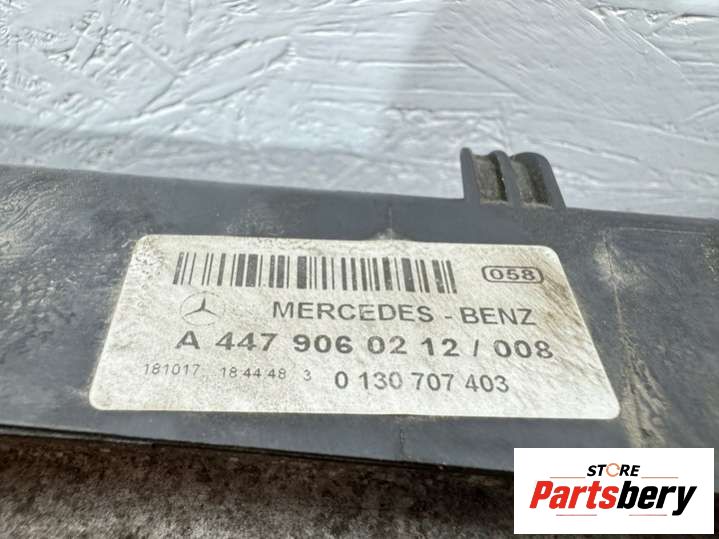 058
MERCEDES - BENZ
A 447 906 02 12 / 008
181017 18 44 48 3 0 130 707 403
STORE
Partsbery